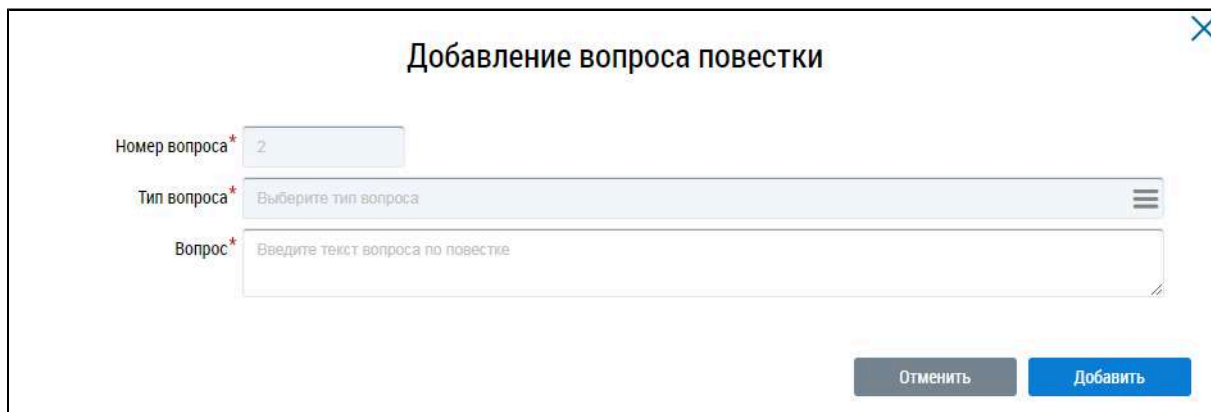 Добавление вопроса повестки
Номер вопроса* 2
Тип вопроса* Выберите тип вопроса
Вопрос* Введите текст вопроса по повестке
Отменить Добавить